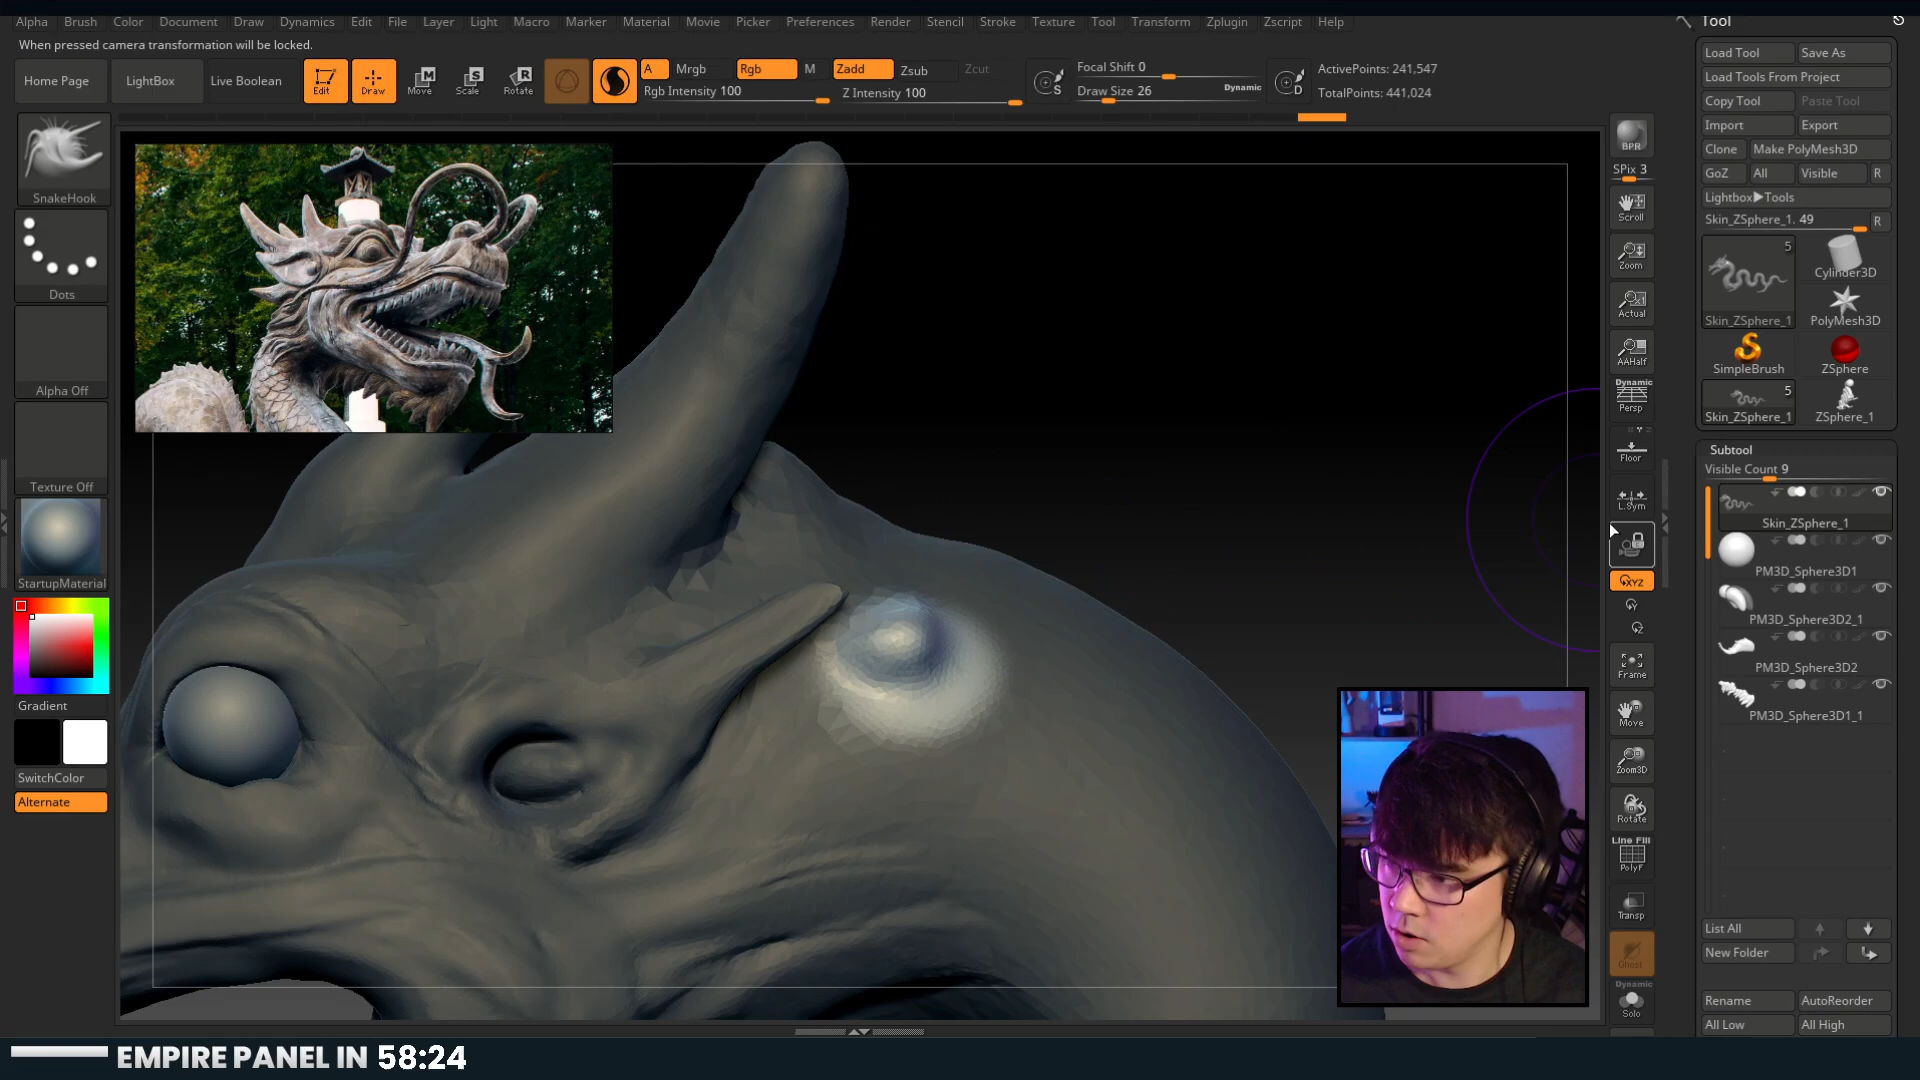 Alpha Brush Color Document Draw Dynamics Edit File Layer Light Macro Marker Material Movie Picker Preferences Render Stencil Stroke Texture Tool Transform Zplugin Zscript Help
Tool
When pressed camera transformation will be locked.
Home Page
LightBox
Live Boolean
Edit
Draw
Move
Scale
Rotate
A Mrgb Rgb M Zadd Zsub Zcut
Rgb Intensity 100
Z Intensity 100
S
Focal Shift 0
Draw Size 26
Dynamic
D
ActivePoints: 241,547
TotalPoints: 441,024
SnakeHook
Dots
Alpha Off
Texture Off
StartupMaterial
Gradient
SwitchColor
Alternate
BPR
SPix 3
Scroll
Zoom
Actual
AAHalf
Dynamic
Persp
Floor
L.Sym
XYZ
Y
Z
Frame
Move
Zoom3D
Rotate
Line Fill
PolyF
Transp
Ghost
Dynamic
Solo
Load Tool Save As
Load Tools From Project
Copy Tool Paste Tool
Import Export
Clone Make PolyMesh3D
GoZ All Visible R
Lightbox▶Tools
Skin_ZSphere_1. 49 R
5
Skin_ZSphere_1
Cylinder3D
PolyMesh3D
SimpleBrush
ZSphere
5
Skin_ZSphere_1
ZSphere_1
Subtool
Visible Count 9
Skin_ZSphere_1
PM3D_Sphere3D1
PM3D_Sphere3D2_1
PM3D_Sphere3D2
PM3D_Sphere3D1_1
List All
New Folder
Rename AutoReorder
All Low All High
EMPIRE PANEL IN 58:24